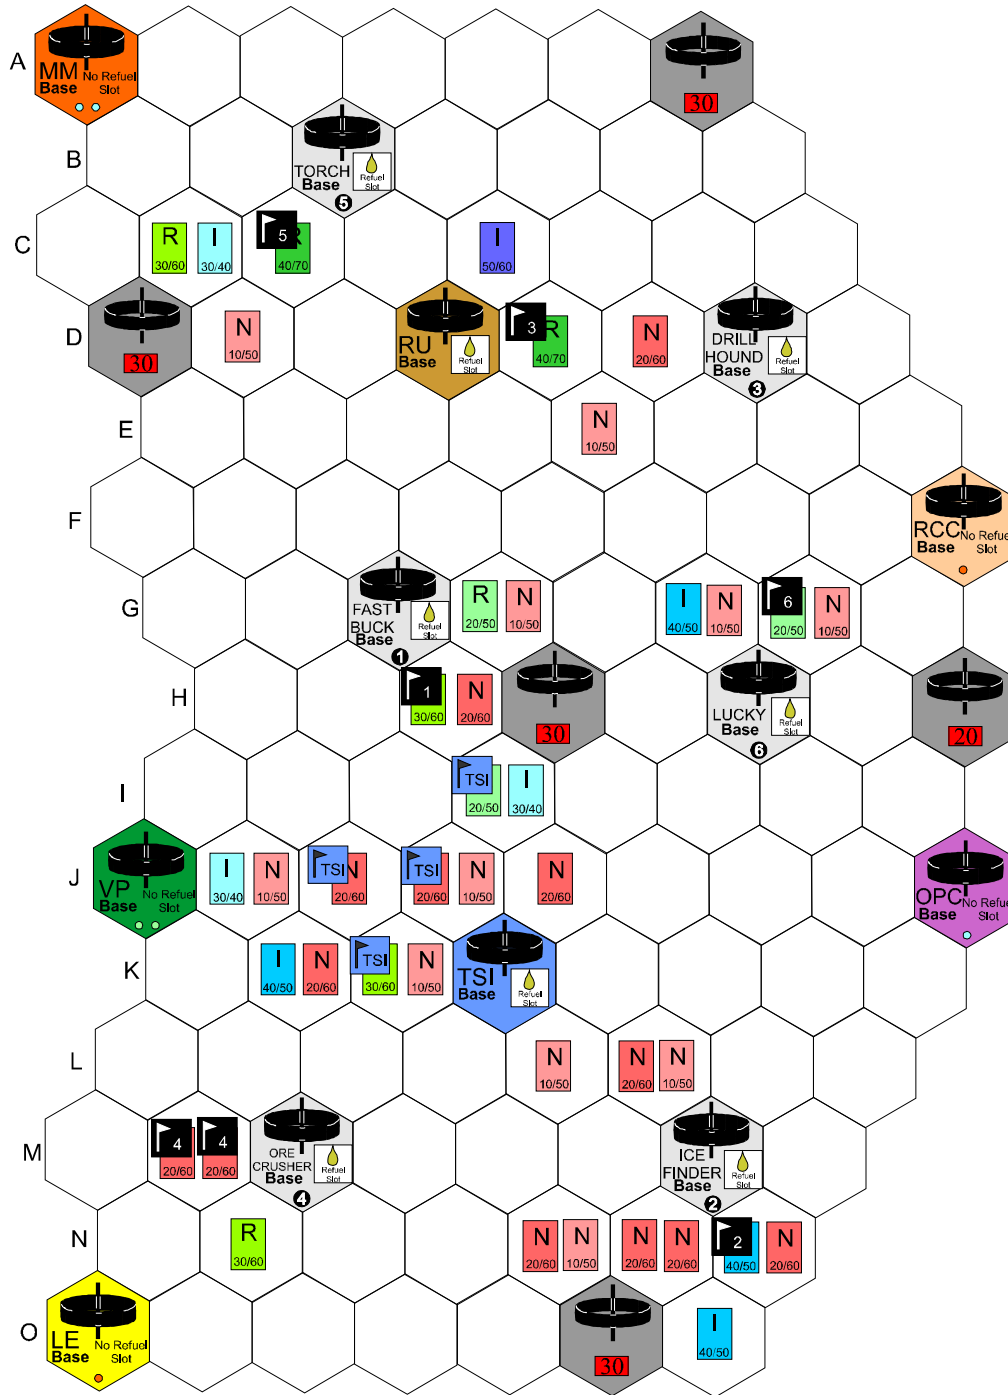 A
MM
Base
No Refuel
Slot
30
B
TORCH
Base
Refuel
Slot
5
C
R
30/60
I
30/40
5
R
40/70
I
50/60
D
30
N
10/50
RU
Base
Refuel
Slot
3
R
40/70
N
20/60
DRILL
HOUND
Base
Refuel
Slot
3
E
N
10/50
F
RCC
Base
No Refuel
Slot
G
FAST
BUCK
Base
Refuel
Slot
1
R
20/50
N
10/50
I
40/50
N
10/50
6
20/50
N
10/50
H
1
30/60
N
20/60
30
LUCKY
Base
Refuel
Slot
6
20
I
TSI
20/50
I
30/40
J
VP
Base
No Refuel
Slot
I
30/40
N
10/50
TSI
N
20/60
TSI
20/60
N
10/50
N
20/60
OPC
Base
No Refuel
Slot
K
I
40/50
N
20/60
TSI
30/60
N
10/50
TSI
Base
Refuel
Slot
L
N
10/50
N
20/60
N
10/50
M
4
20/60
4
20/60
ORE
CRUSHER
Base
Refuel
Slot
4
ICE
FINDER
Base
Refuel
Slot
2
N
R
30/60
N
20/60
N
10/50
N
20/60
N
20/60
2
40/50
N
20/60
O
LE
Base
No Refuel
Slot
30
I
40/50